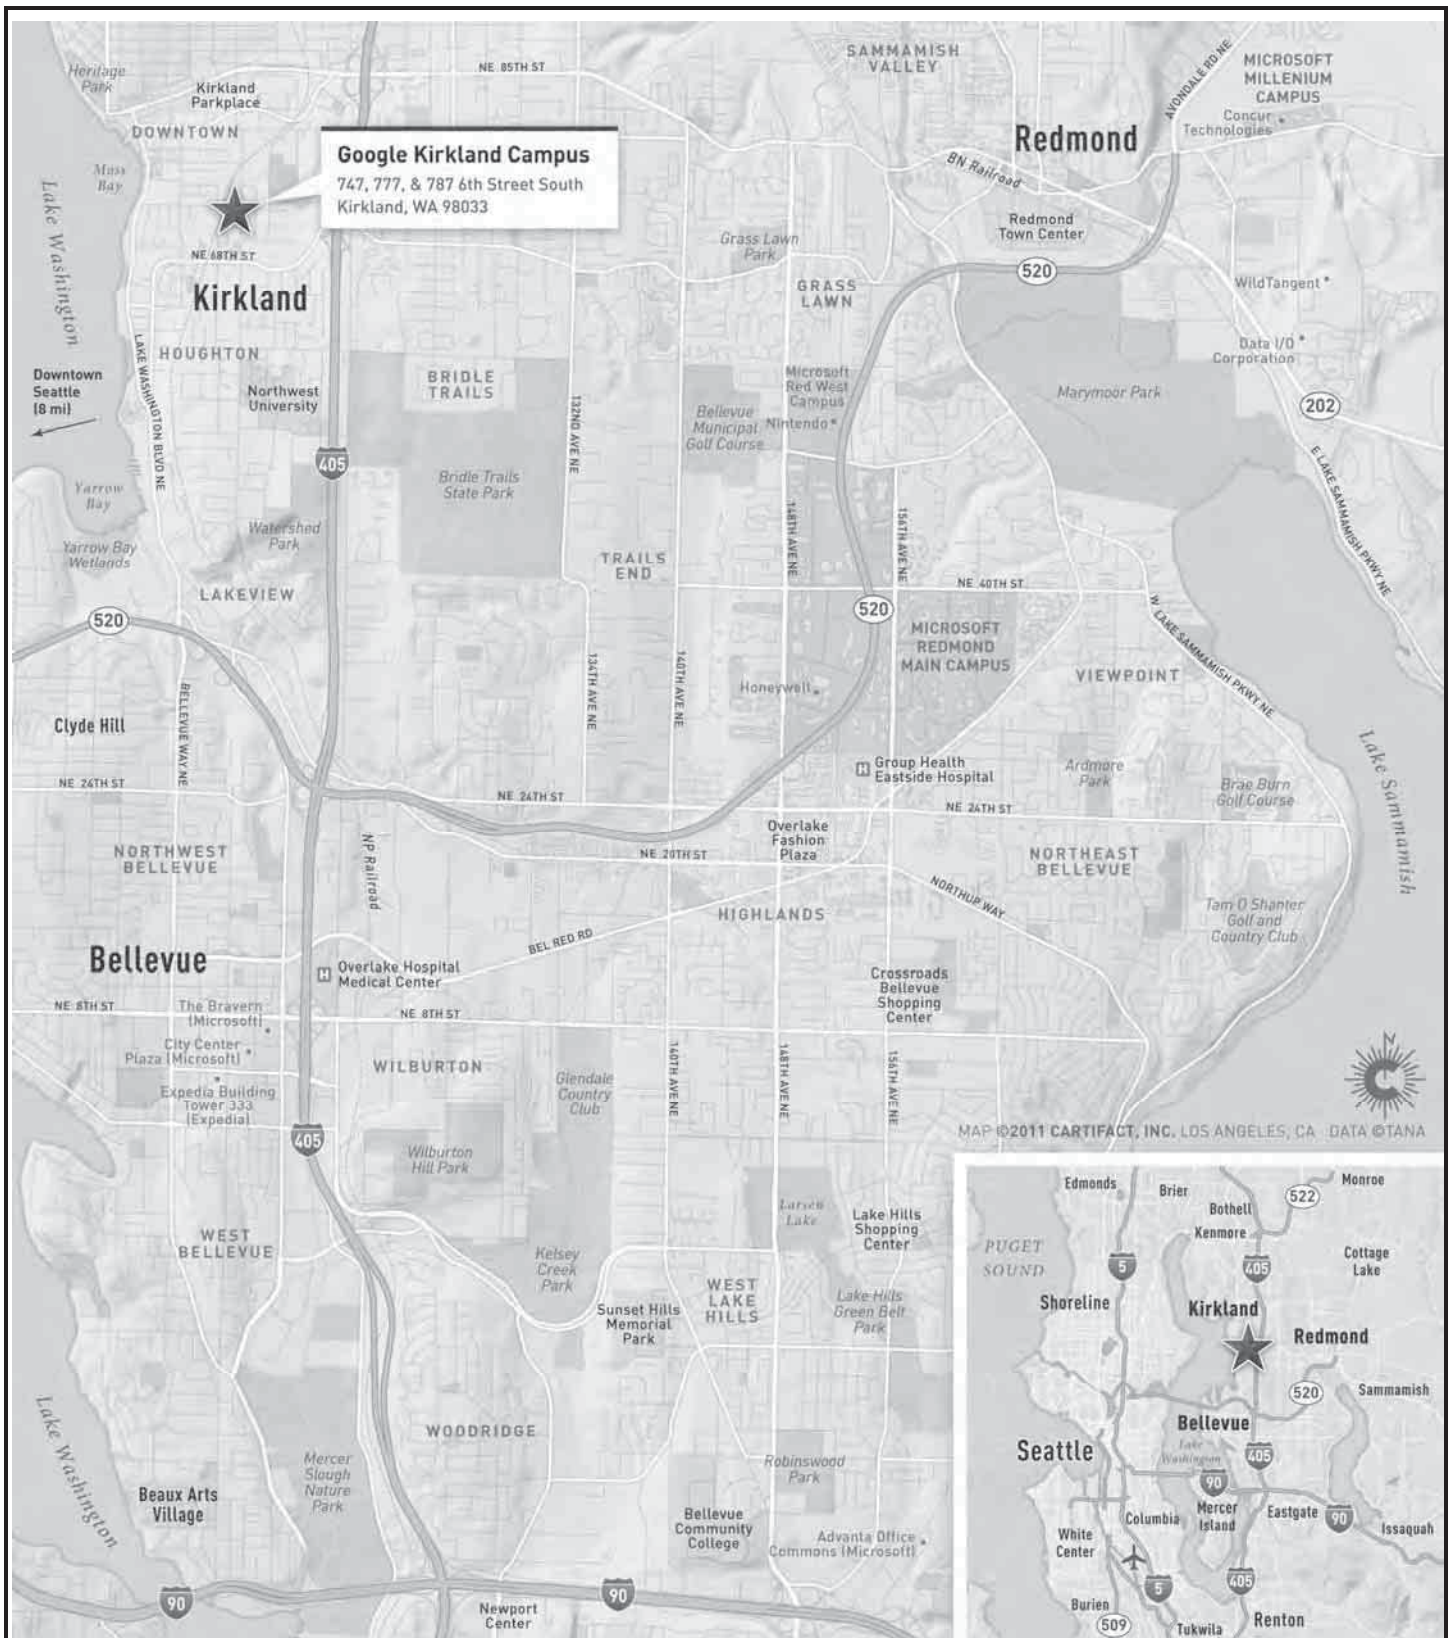 NE 85TH ST
SAMMAMISH
VALLEY
AVONDALE RD NE
MICROSOFT
MILLENIUM
CAMPUS
Concur
Technologies
Heritage
Park
Kirkland
Parkplace
DOWNTOWN
Redmond
BN Railroad
Google Kirkland Campus
747, 777, & 787 6th Street South
Kirkland, WA 98033
Moss
Bay
Lake Washington
Redmond
Town Center
Grass Lawn
Park
NE 68TH ST
520
WildTangent
GRASS
LAWN
Kirkland
Data I/O
Corporation
HOUGHTON
LAKE WASHINGTON BLVD NE
Downtown
Seattle
(8 mi)
Northwest
University
BRIDLE
TRAILS
132ND AVE NE
Microsoft
Red West
Campus
Nintendo
Bellevue
Municipal
Golf Course
Marymoor Park
202
405
Bridle Trails
State Park
E LAKE SAMMAMISH PKWY NE
Yarrow
Bay
Watershed
Park
148TH AVE NE
156TH AVE NE
Yarrow Bay
Wetlands
TRAILS
END
NE 40TH ST
LAKEVIEW
520
520
W LAKE SAMMAMISH PKWY NE
MICROSOFT
REDMOND
MAIN CAMPUS
VIEWPOINT
134TH AVE NE
140TH AVE NE
Honeywell
BELLEVUE WAY NE
Clyde Hill
Lake Sammamish
H
Group Health
Eastside Hospital
Ardmore
Park
Brae Burn
Golf Course
NE 24TH ST
NE 24TH ST
NE 24TH ST
Overlake
Fashion
Plaza
NP Railroad
NORTHWEST
BELLEVUE
NE 20TH ST
NORTHEAST
BELLEVUE
NORTHUP WAY
Tam O Shanter
Golf and
Country Club
HIGHLANDS
BEL RED RD
Bellevue
H
Overlake Hospital
Medical Center
Crossroads
Bellevue
Shopping
Center
NE 8TH ST
The Bravern
(Microsoft)
NE 8TH ST
City Center
Plaza (Microsoft)
WILBURTON
140TH AVE NE
148TH AVE NE
156TH AVE NE
N
C
Expedia Building
Tower 333
(Expedia)
Glendale
Country
Club
405
MAP ©2011 CARTIFACT, INC. LOS ANGELES, CA DATA ©TANA
Wilburton
Hill Park
Larsen
Lake
Lake Hills
Shopping
Center
WEST
BELLEVUE
Kelsey
Creek
Park
WEST
LAKE
HILLS
Sunset Hills
Memorial
Park
Lake Hills
Green Belt
Park
Lake Washington
WOODRIDGE
Mercer
Slough
Nature
Park
Robinswood
Park
Beaux Arts
Village
Bellevue
Community
College
Advanta Office
Commons (Microsoft)
90
90
Newport
Center
Edmonds
Brier
Monroe
522
Bothell
Kenmore
PUGET
SOUND
5
405
Cottage
Lake
Shoreline
Kirkland
Redmond
520
Sammamish
Bellevue
Seattle
Lake
Washington
405
90
Mercer
Island
Eastgate
90
Issaquah
Columbia
White
Center
5
405
Burien
509
Tukwila
Renton